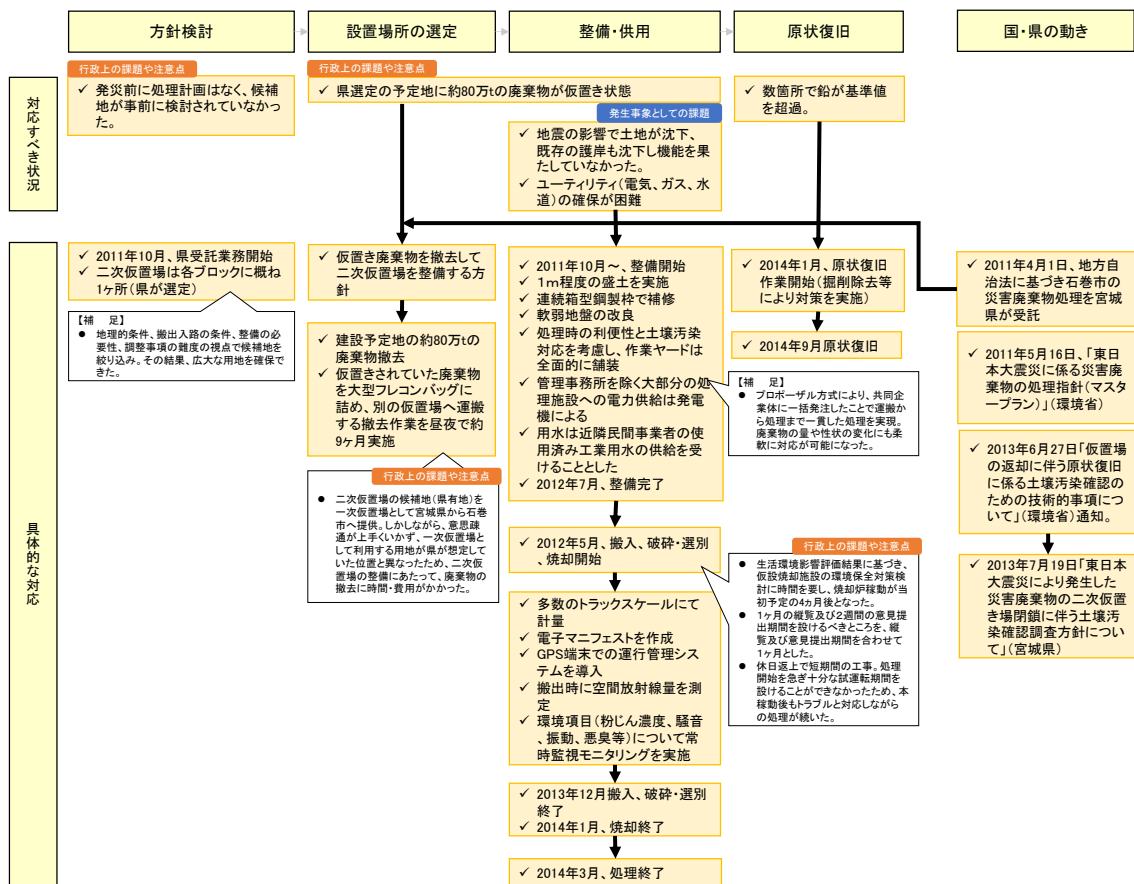 方針検討
設置場所の選定
整備・供用
原状復旧
国・県の動き
対応すべき状況
行政上の課題や注意点
✓ 発災前に処理計画はなく、候補
地が事前に検討されていなかっ
た。
行政上の課題や注意点
✓ 県選定の予定地に約80万tの廃棄物が仮置き状態
発生事象としての課題
✓ 地震の影響で土地が沈下、
既存の護岸も沈下し機能を果
たしていなかった。
✓ ユーティリティ(電気、ガス、水
道)の確保が困難
✓ 数箇所で鉛が基準値
を超過。
具体的な対応
✓ 2011年10月、県受託業務開始
✓ 二次仮置場は各ブロックに概ね
1ヶ所(県が選定)
【補 足】
● 地理的条件、搬出入路の条件、整備の必
要性、調整事項の難度の視点で候補地を
絞り込み。その結果、広大な用地を確保で
きた。
✓ 仮置き廃棄物を撤去して
二次仮置場を整備する方
針
✓ 建設予定地の約80万tの
廃棄物撤去
✓ 仮置きされていた廃棄物
を大型フレコンバッグに
詰め、別の仮置場へ運搬
する撤去作業を昼夜で約
9ヶ月実施
行政上の課題や注意点
● 二次仮置場の候補地(県有地)を
一次仮置場として宮城県から石巻
市へ提供。しかしながら、意思疎
通が上手くいかず、一次仮置場と
して利用する用地が県が想定して
いた位置と異なったため、二次仮
置場の整備にあたって、廃棄物の
撤去に時間・費用がかかった。
✓ 2011年10月～、整備開始
✓ 1m程度の盛土を実施
✓ 連続箱型鋼製枠で補修
✓ 軟弱地盤の改良
✓ 処理時の利便性と土壌汚染
対応を考慮し、作業ヤードは
全面的に舗装
✓ 管理事務所を除く大部分の処
理施設への電力供給は発電
機による
✓ 用水は近隣民間事業者の使
用済み工業用水の供給を受
けることとした
✓ 2012年7月、整備完了
✓ 2012年5月、搬入、破砕・選別
、焼却開始
✓ 多数のトラックスケールにて
計量
✓ 電子マニフェストを作成
✓ GPS端末での運行管理シス
テムを導入
✓ 搬出時に空間放射線量を測
定
✓ 環境項目(粉じん濃度、騒音
、振動、悪臭等)について常
時監視モニタリングを実施
✓ 2013年12月搬入、破砕・選別
終了
✓ 2014年1月、焼却終了
✓ 2014年3月、処理終了
✓ 2014年1月、原状復旧
作業開始(掘削除去等
により対策を実施)
✓ 2014年9月原状復旧
【補 足】
● プロポーザル方式により、共同企
業体に一括発注したことで運搬から
処理まで一貫した処理を実現。
廃棄物の量や性状の変化にも柔
軟に対応が可能になった。
行政上の課題や注意点
● 生活環境影響評価結果に基づき、
仮設焼却施設の環境保全対策検
討に時間を要し、焼却炉稼動が当
初予定の4ヵ月後となった。
● 1ヶ月の縦覧及び2週間の意見提
出期間を設けるべきところを、縦
覧及び意見提出期間を合わせて
1ヶ月とした。
● 休日返上で短期間の工事。処理
開始を急ぎ十分な試運転期間を
設けることができなかったため、本
稼動後もトラブルと対応しながら
の処理が続いた。
✓ 2011年4月1日、地方自
治法に基づき石巻市の
災害廃棄物処理を宮城
県が受託
✓ 2011年5月16日、「東日
本大震災に係る災害廃
棄物の処理指針(マスタ
ープラン)」(環境省)
✓ 2013年6月27日「仮置場
の返却に伴う原状復旧
に係る土壌汚染確認の
ための技術的事項につ
いて」(環境省)通知。
✓ 2013年7月19日「東日本
大震災により発生した
災害廃棄物の二次仮置
き場閉鎖に伴う土壌汚
染確認調査方針につい
て」(宮城県)